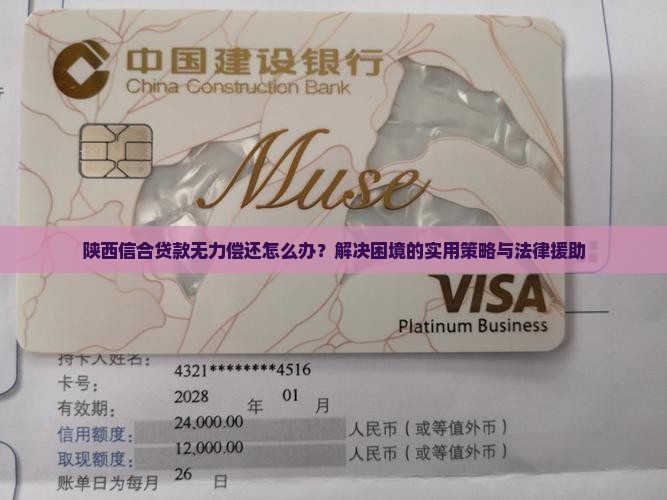 中国建设银行
China Construction Bank
Muse
陕西信合贷款无力偿还怎么办？解决困境的实用策略与法律援助
VISA
Platinum Business
持卡人姓名：
卡号： 4321********4516
有效期： 2028 年 01 月
信用额度： 24,000.00 人民币（或等值外币）
取现额度： 12,000.00 人民币（或等值外币）
账单日为每月 26 日